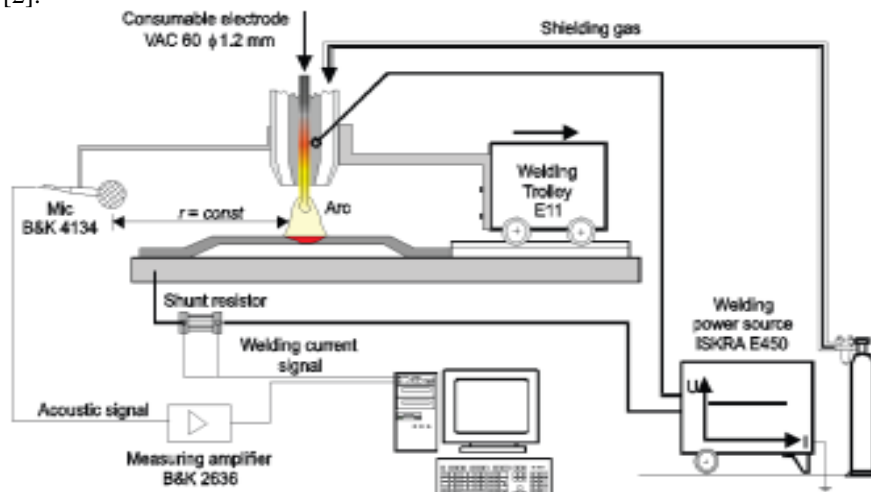 [2].
Consumable electrode
VAC 60 ϕ1.2 mm
Shielding gas
Welding
Trolley
E11
Mic
B&K 4134
r = const
Arc
Shunt resistor
Welding current
signal
Welding
power source
ISKRA E450
U
I
Acoustic signal
Measuring amplifier
B&K 2636